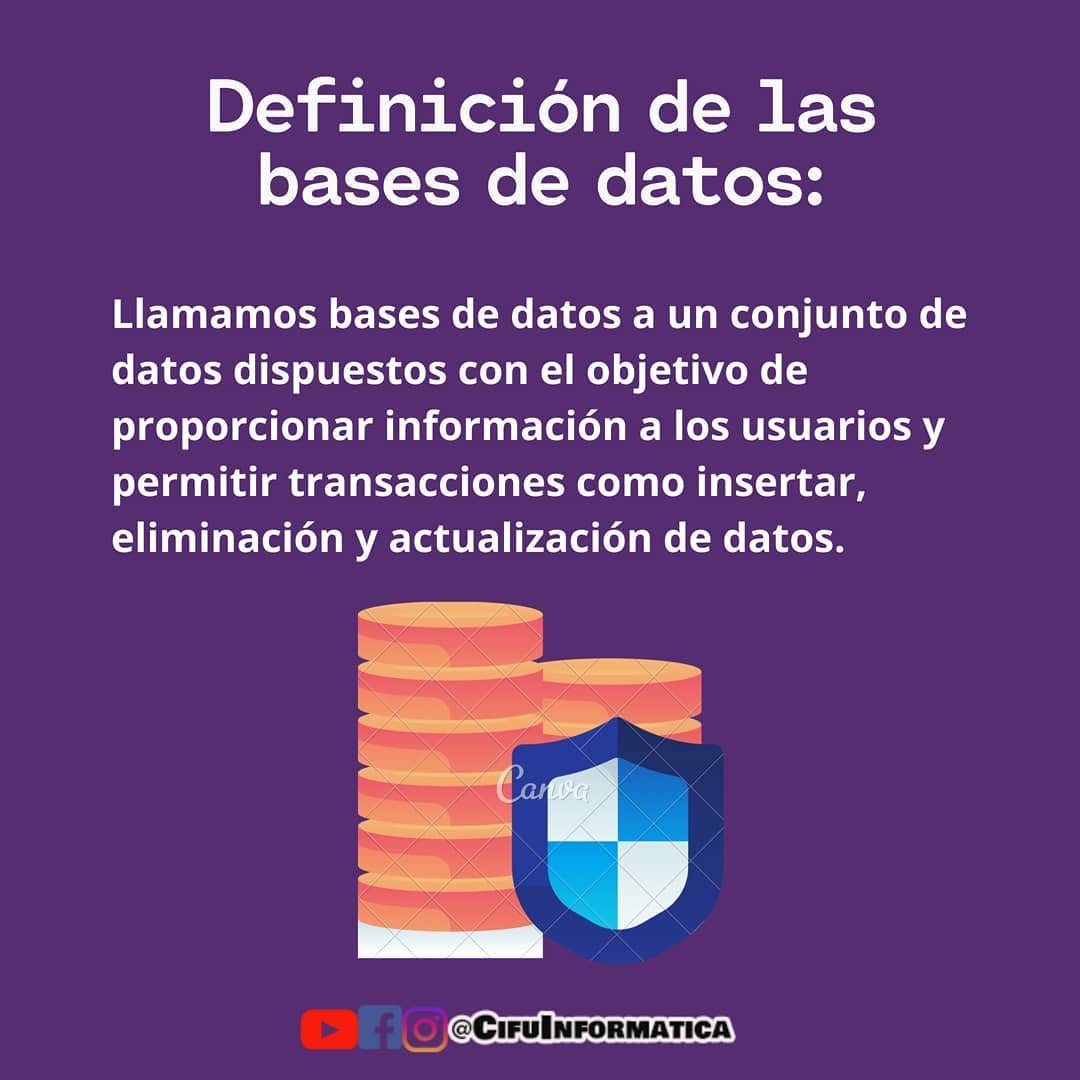 Definición de las
bases de datos:
Llamamos bases de datos a un conjunto de
datos dispuestos con el objetivo de
proporcionar información a los usuarios y
permitir transacciones como insertar,
eliminación y actualización de datos.
Canva
@CIFUINFORMATICA